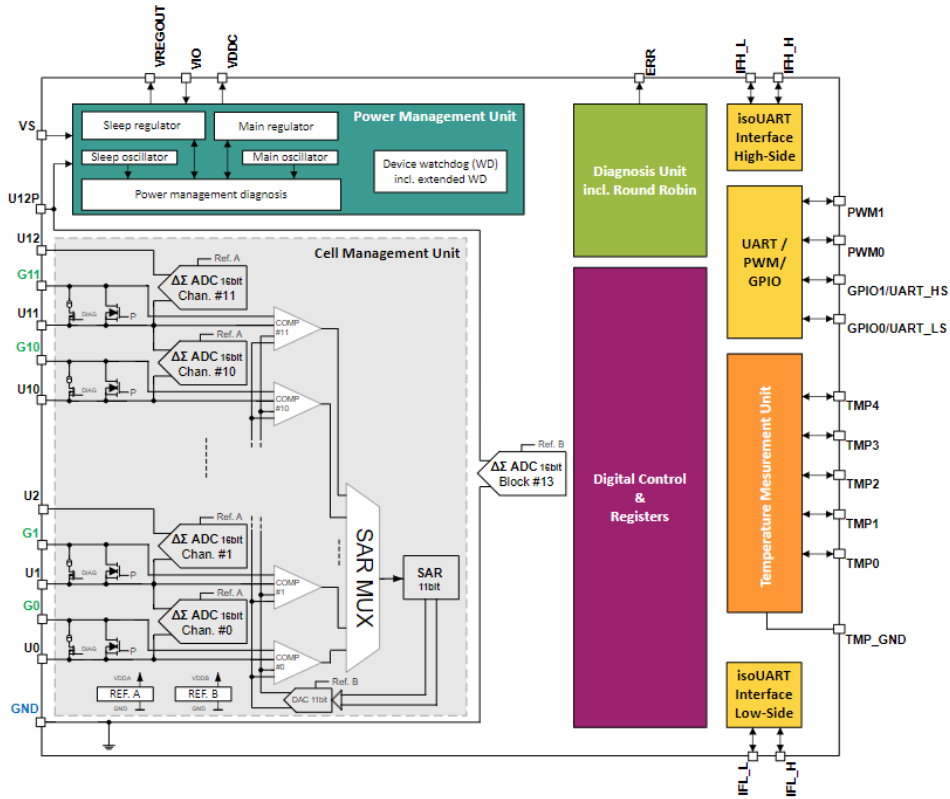 VREGOUT
VIO
VDDC
ERR
IFH_L
IFH_H
VS
U12P
U12
G11
U11
G10
U10
U2
G1
U1
G0
U0
GND
Power Management Unit
Sleep regulator
Main regulator
Sleep oscillator
Main oscillator
Power management diagnosis
Device watchdog (WD)
incl. extended WD
Cell Management Unit
Ref. A
ΔΣ ADC 16bit
Chan. #11
DIAG
P
COMP
#11
Ref. A
ΔΣ ADC 16bit
Chan. #10
DIAG
P
COMP
#10
Ref. A
ΔΣ ADC 16bit
Chan. #1
DIAG
P
COMP
#1
Ref. A
ΔΣ ADC 16bit
Chan. #0
DIAG
P
COMP
#0
SAR MUX
SAR
11bit
VDDA
REF. A
GND
VDDB
REF. B
GND
Ref. B
DAC 11bit
Ref. B
ΔΣ ADC 16bit
Block #13
Diagnosis Unit
incl. Round Robin
Digital Control
&
Registers
isoUART
Interface
High-Side
UART /
PWM/
GPIO
PWM1
PWM0
GPIO1/UART_HS
GPIO0/UART_LS
Temperature Mesurement Unit
TMP4
TMP3
TMP2
TMP1
TMP0
TMP_GND
isoUART
Interface
Low-Side
IFL_L
IFL_H